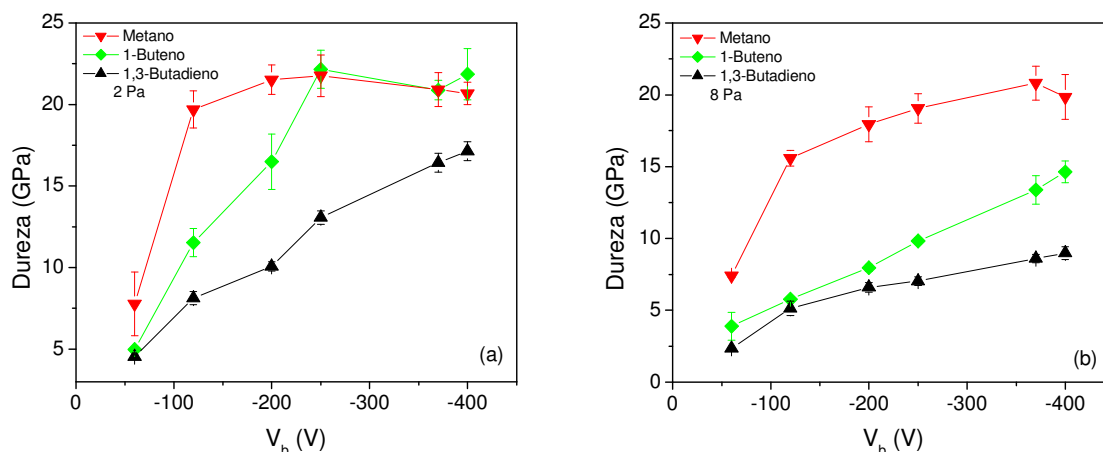 25
20
15
10
5
Dureza (GPa)
Metano
1-Buteno
1,3-Butadieno
2 Pa
(a)
0 -100 -200 -300 -400
V_b (V)
25
20
15
10
5
0
Dureza (GPa)
Metano
1-Buteno
1,3-Butadieno
8 Pa
(b)
0 -100 -200 -300 -400
V_b (V)